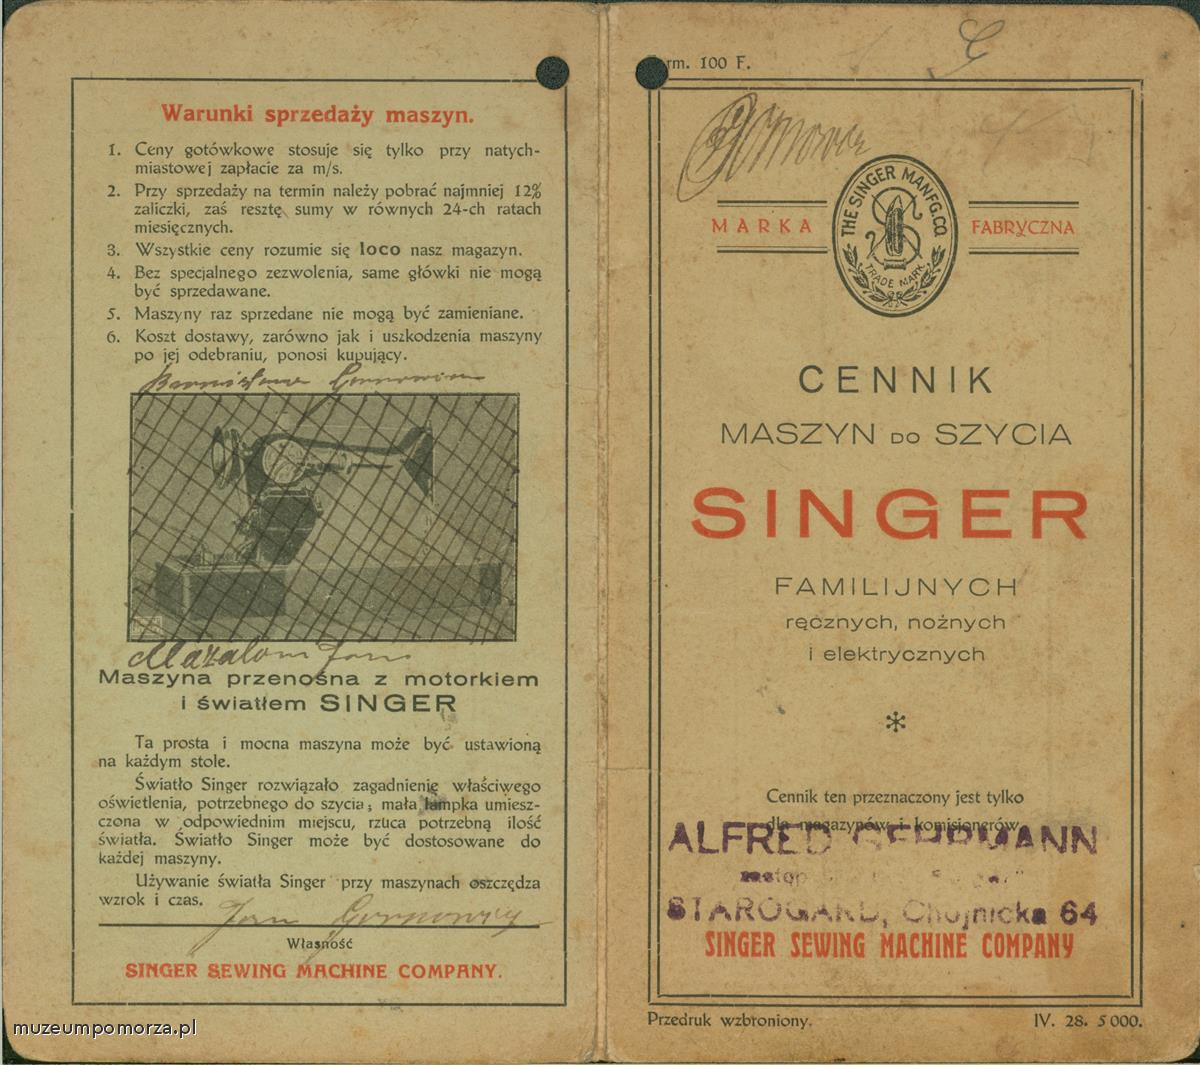 Warunki sprzedaży maszyn.
1. Ceny gotówkowe stosuje się tylko przy natych-
miastowej zapłacie za m/s.
2. Przy sprzedaży na termin należy pobrać najmniej 12%
zaliczki, zaś resztę sumy w równych 24-ch ratach
miesięcznych.
3. Wszystkie ceny rozumie się loco nasz magazyn.
4. Bez specjalnego zezwolenia, same główki nie mogą
być sprzedawane.
5. Maszyny raz sprzedane nie mogą być zamieniane.
6. Koszt dostawy, zarówno jak i uszkodzenia maszyny
po jej odebraniu, ponosi kupujący.
Maszyna przenośna z motorkiem
i światłem SINGER
Ta prosta i mocna maszyna może być ustawioną
na każdym stole.
Światło Singer rozwiązało zagadnienie właściwego
oświetlenia, potrzebnego do szycia; mała lampka umiesz-
czona w odpowiednim miejscu, rzuca potrzebną ilość
światła. Światło Singer może być dostosowane do
każdej maszyny.
Używanie światła Singer przy maszynach oszczędza
wzrok i czas.
Jan
Własność
SINGER SEWING MACHINE COMPANY.
muzeumpomorza.pl
Form. 100 F.
MARKA FABRYCZNA
THE SINGER MANFG. CO.
TRADE MARK
CENNIK
MASZYN DO SZYCIA
SINGER
FAMILIJNYCH
ręcznych, nożnych
i elektrycznych
*
Cennik ten przeznaczony jest tylko
dla magazynów i komisjonerów
ALFRED GEHRMANN
STAROGARD, Chojnicka 64
SINGER SEWING MACHINE COMPANY
Przedruk wzbroniony. IV. 28. 5000.